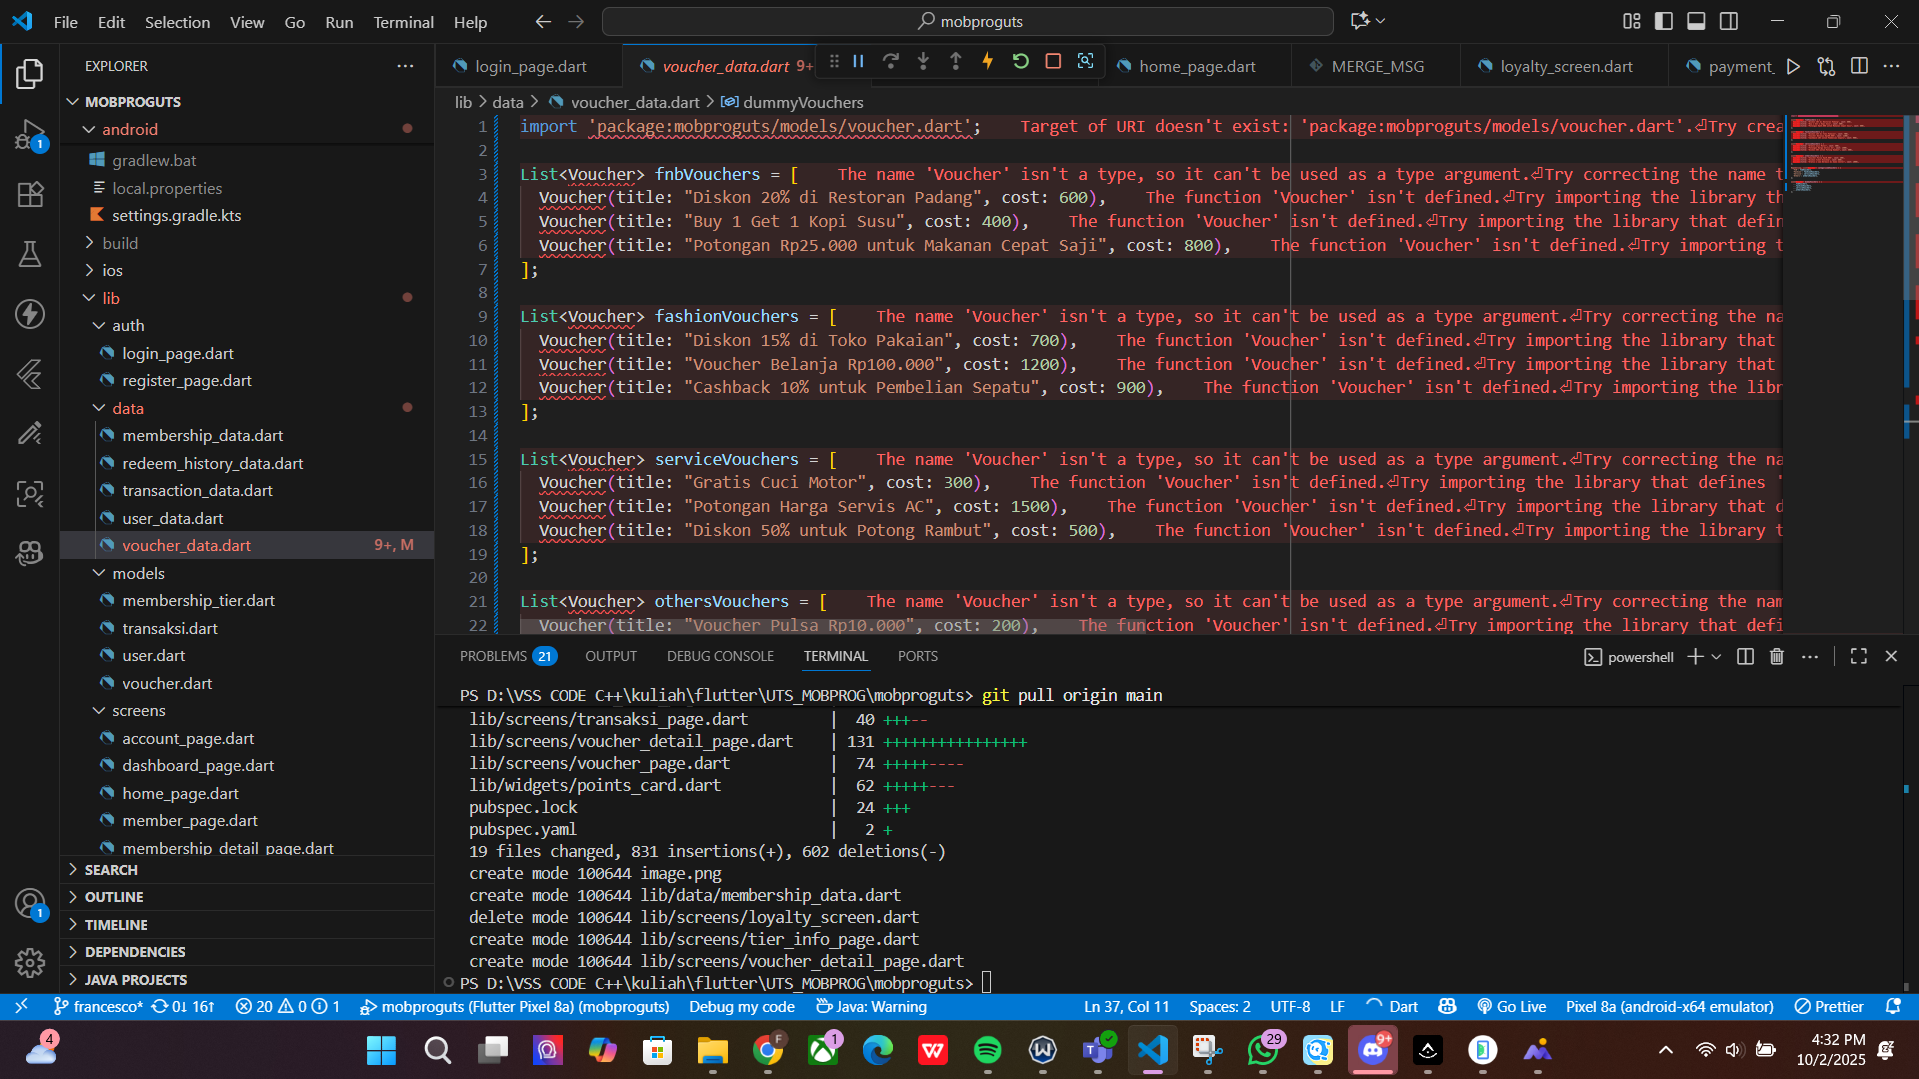 File Edit Selection View Go Run Terminal Help
mobproguts
EXPLORER
MOBPROGUTS
android
gradlew.bat
local.properties
settings.gradle.kts
build
ios
lib
auth
login_page.dart
register_page.dart
data
membership_data.dart
redeem_history_data.dart
transaction_data.dart
user_data.dart
voucher_data.dart 9+, M
models
membership_tier.dart
transaksi.dart
user.dart
voucher.dart
screens
account_page.dart
dashboard_page.dart
home_page.dart
member_page.dart
membership_detail_page.dart
SEARCH
OUTLINE
TIMELINE
DEPENDENCIES
JAVA PROJECTS
login_page.dart voucher_data.dart 9+ home_page.dart MERGE_MSG loyalty_screen.dart payment_
lib > data > voucher_data.dart > dummyVouchers
1 import 'package:mobproguts/models/voucher.dart'; Target of URI doesn't exist: 'package:mobproguts/models/voucher.dart'.⏎Try crea
2
3 List<Voucher> fnbVouchers = [ The name 'Voucher' isn't a type, so it can't be used as a type argument.⏎Try correcting the name t
4 Voucher(title: "Diskon 20% di Restoran Padang", cost: 600), The function 'Voucher' isn't defined.⏎Try importing the library th
5 Voucher(title: "Buy 1 Get 1 Kopi Susu", cost: 400), The function 'Voucher' isn't defined.⏎Try importing the library that defin
6 Voucher(title: "Potongan Rp25.000 untuk Makanan Cepat Saji", cost: 800), The function 'Voucher' isn't defined.⏎Try importing t
7 ];
8
9 List<Voucher> fashionVouchers = [ The name 'Voucher' isn't a type, so it can't be used as a type argument.⏎Try correcting the na
10 Voucher(title: "Diskon 15% di Toko Pakaian", cost: 700), The function 'Voucher' isn't defined.⏎Try importing the library that
11 Voucher(title: "Voucher Belanja Rp100.000", cost: 1200), The function 'Voucher' isn't defined.⏎Try importing the library that
12 Voucher(title: "Cashback 10% untuk Pembelian Sepatu", cost: 900), The function 'Voucher' isn't defined.⏎Try importing the libr
13 ];
14
15 List<Voucher> serviceVouchers = [ The name 'Voucher' isn't a type, so it can't be used as a type argument.⏎Try correcting the na
16 Voucher(title: "Gratis Cuci Motor", cost: 300), The function 'Voucher' isn't defined.⏎Try importing the library that defines '
17 Voucher(title: "Potongan Harga Servis AC", cost: 1500), The function 'Voucher' isn't defined.⏎Try importing the library that d
18 Voucher(title: "Diskon 50% untuk Potong Rambut", cost: 500), The function 'Voucher' isn't defined.⏎Try importing the library t
19 ];
20
21 List<Voucher> othersVouchers = [ The name 'Voucher' isn't a type, so it can't be used as a type argument.⏎Try correcting the nam
22 Voucher(title: "Voucher Pulsa Rp10.000", cost: 200), The function 'Voucher' isn't defined.⏎Try importing the library that defi
PROBLEMS 21 OUTPUT DEBUG CONSOLE TERMINAL PORTS powershell
PS D:\VSS CODE C++\kuliah\flutter\UTS_MOBPROG\mobproguts> git pull origin main
lib/screens/transaksi_page.dart | 40 +++--
lib/screens/voucher_detail_page.dart | 131 ++++++++++++++++
lib/screens/voucher_page.dart | 74 +++++----
lib/widgets/points_card.dart | 62 +++++---
pubspec.lock | 24 +++
pubspec.yaml | 2 +
19 files changed, 831 insertions(+), 602 deletions(-)
create mode 100644 image.png
create mode 100644 lib/data/membership_data.dart
delete mode 100644 lib/screens/loyalty_screen.dart
create mode 100644 lib/screens/tier_info_page.dart
create mode 100644 lib/screens/voucher_detail_page.dart
PS D:\VSS CODE C++\kuliah\flutter\UTS_MOBPROG\mobproguts>
francesco* 0↓ 16↑ 20 0 1 mobproguts (Flutter Pixel 8a) (mobproguts) Debug my code Java: Warning Ln 37, Col 11 Spaces: 2 UTF-8 LF Dart Go Live Pixel 8a (android-x64 emulator) Prettier
4 1 29 9+ 4:32 PM
10/2/2025